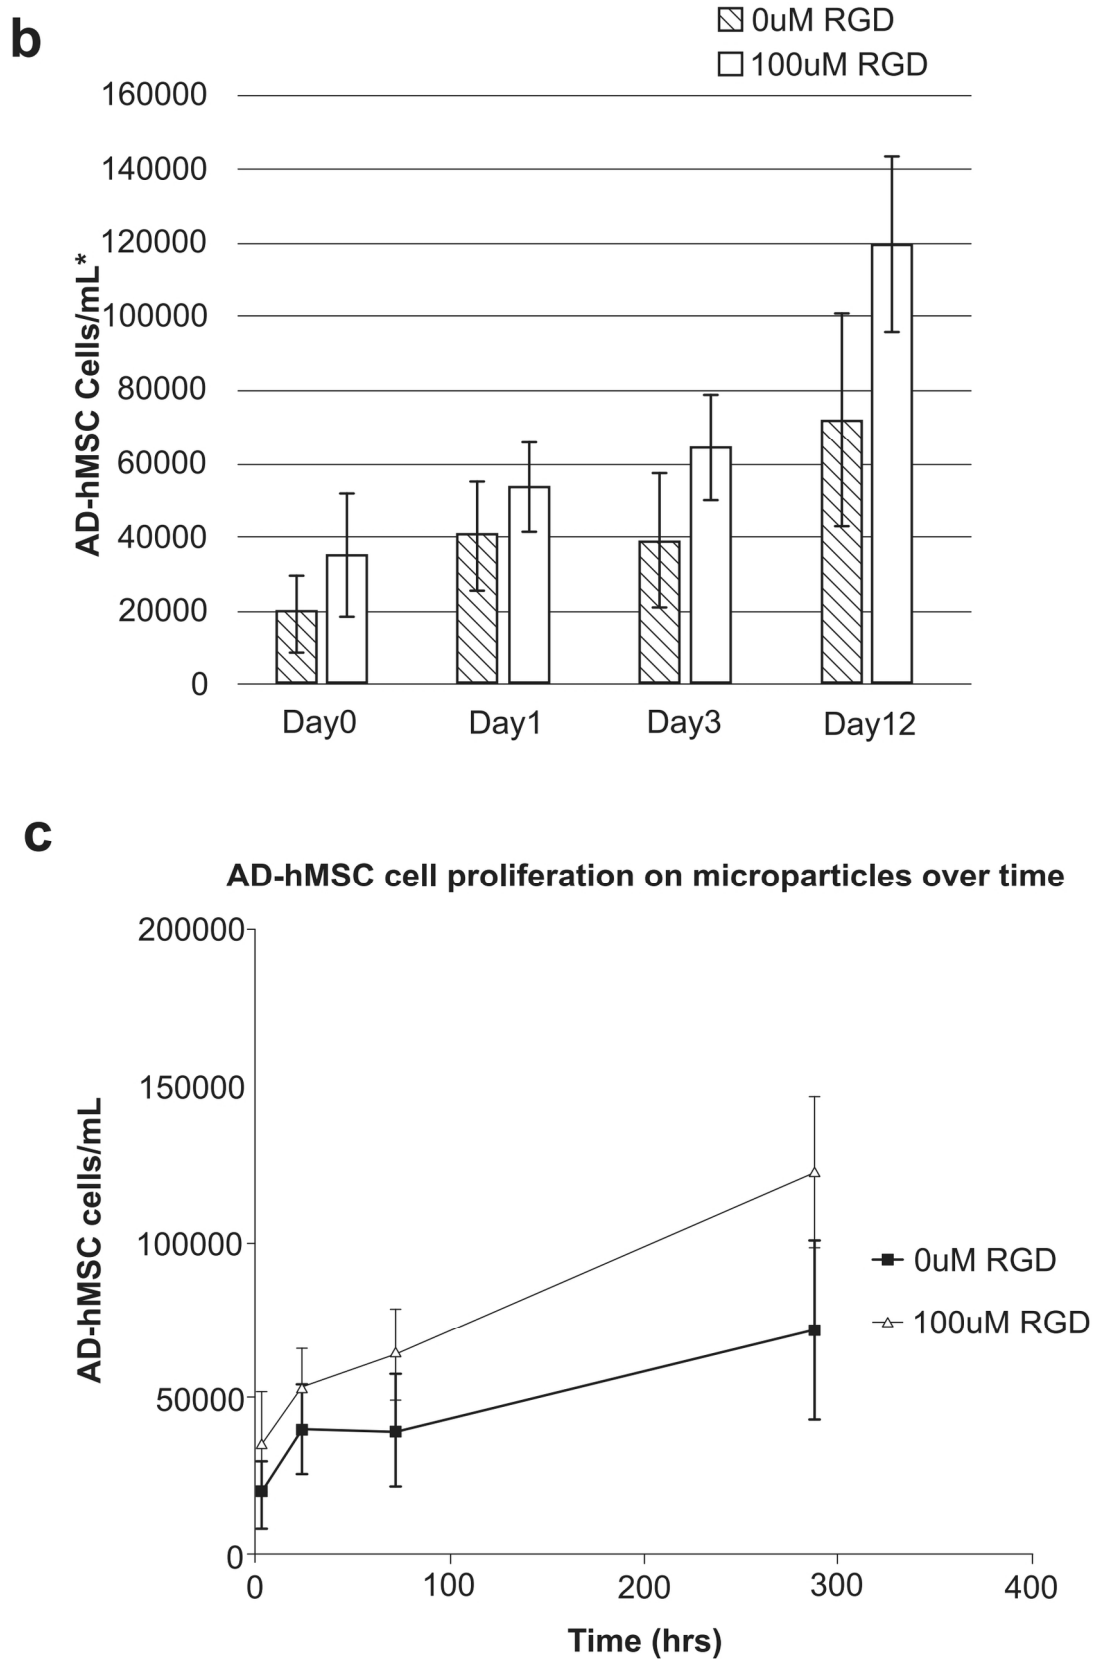 b
0uM RGD
100uM RGD
160000
140000
120000
100000
80000
60000
40000
20000
0
AD-hMSC Cells/mL*
Day0 Day1 Day3 Day12
c
AD-hMSC cell proliferation on microparticles over time
200000
150000
100000
50000
0
AD-hMSC cells/mL
0uM RGD
100uM RGD
0 100 200 300 400
Time (hrs)